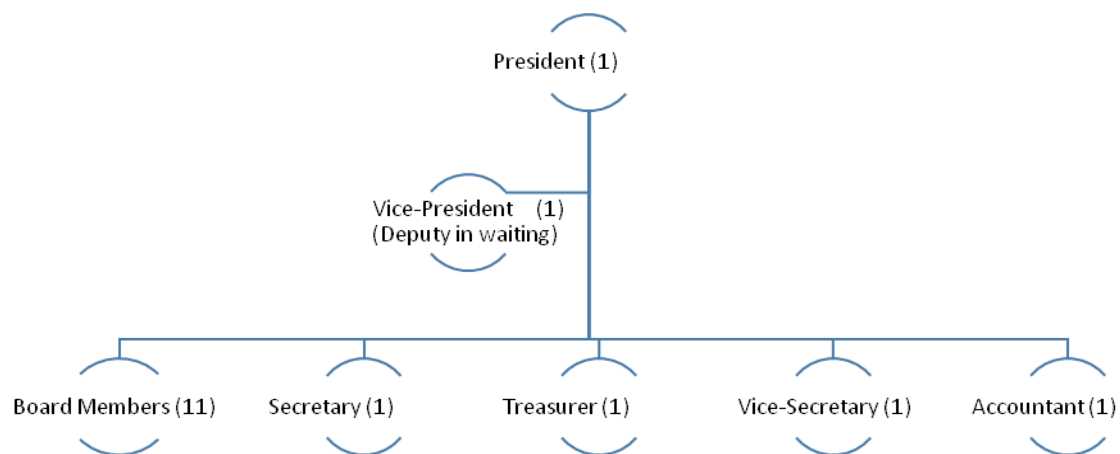 President (1)
Vice-President (1)
(Deputy in waiting)
Board Members (11)
Secretary (1)
Treasurer (1)
Vice-Secretary (1)
Accountant (1)